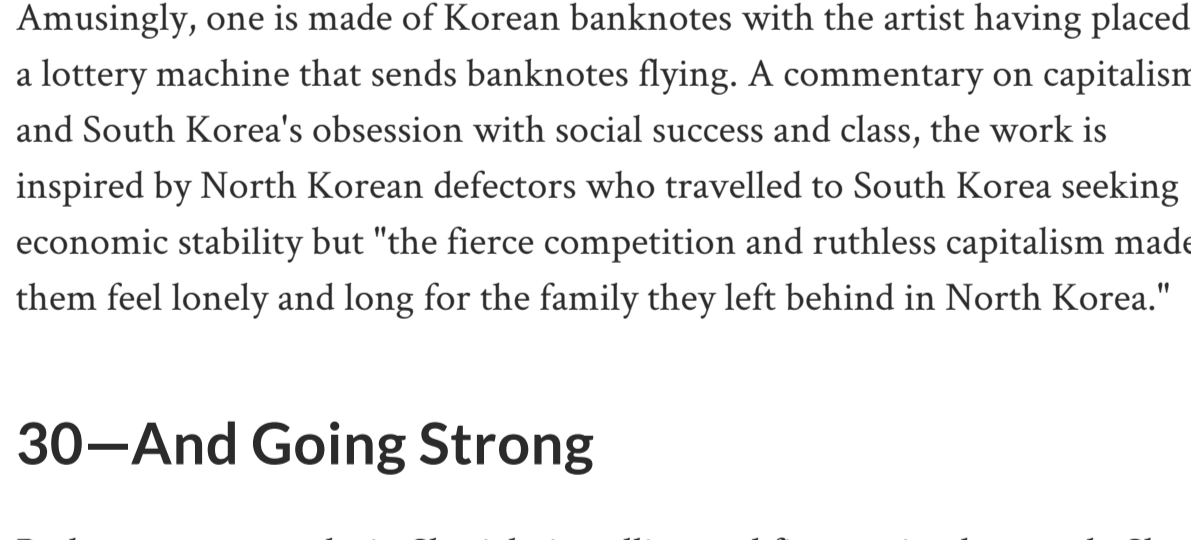 Amusingly, one is made of Korean banknotes with the artist having placed
a lottery machine that sends banknotes flying. A commentary on capitalism
and South Korea's obsession with social success and class, the work is
inspired by North Korean defectors who travelled to South Korea seeking
economic stability but "the fierce competition and ruthless capitalism made
them feel lonely and long for the family they left behind in North Korea."
30—And Going Strong